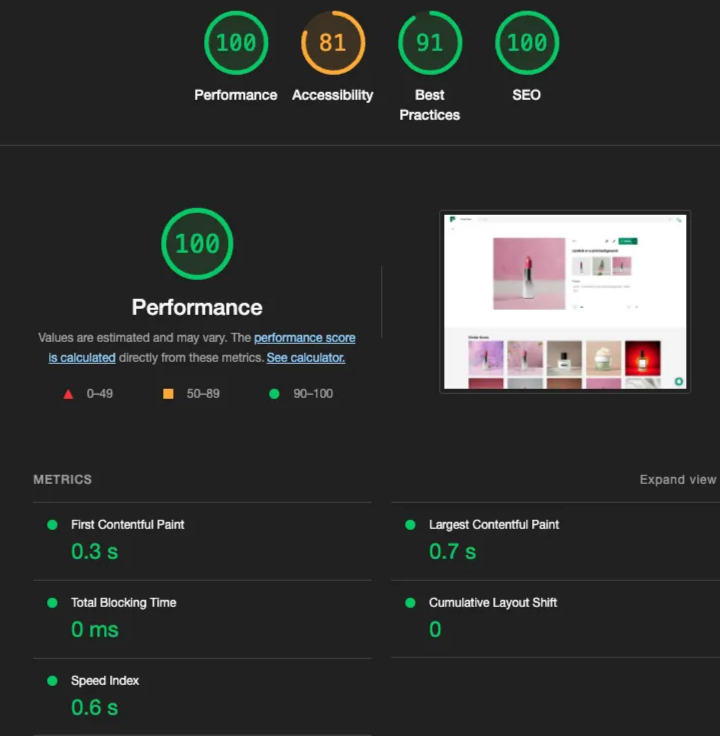 100
81
91
100
Performance
Accessibility
Best
Practices
SEO
100
Performance
Values are estimated and may vary. The performance score
is calculated directly from these metrics. See calculator.
0–49
50–89
90–100
METRICS
Expand view
First Contentful Paint
0.3 s
Largest Contentful Paint
0.7 s
Total Blocking Time
0 ms
Cumulative Layout Shift
0
Speed Index
0.6 s